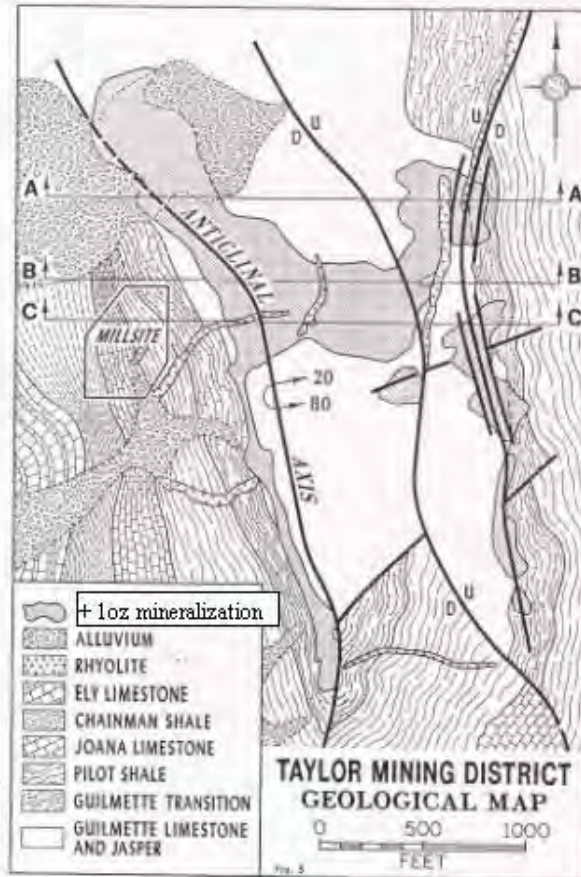 U
D
U
D
A
A
ANTICLINAL
B
B
C
C
MILLSITE
20
80
AXIS
U
D
+ 1oz mineralization
ALLUVIUM
RHYOLITE
ELY LIMESTONE
CHAINMAN SHALE
JOANA LIMESTONE
PILOT SHALE
GUILMETTE TRANSITION
GUILMETTE LIMESTONE
AND JASPER
TAYLOR MINING DISTRICT
GEOLOGICAL MAP
0 500 1000
FEET